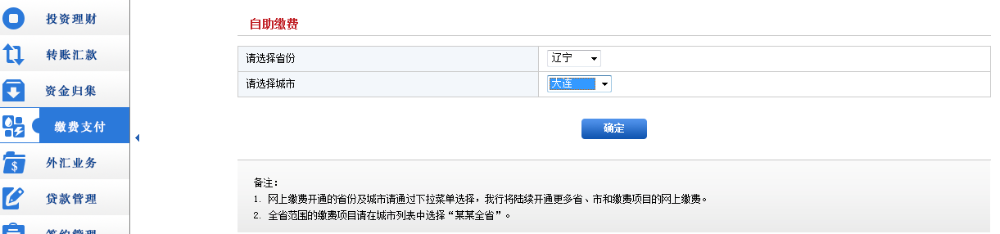 投资理财
转账汇款
资金归集
缴费支付
外汇业务
贷款管理
签约管理
自助缴费
请选择省份
辽宁
请选择城市
大连
确定
备注：
1. 网上缴费开通的省份及城市请通过下拉菜单选择，我行将陆续开通更多省、市和缴费项目的网上缴费。
2. 全省范围的缴费项目请在城市列表中选择“某某全省”。